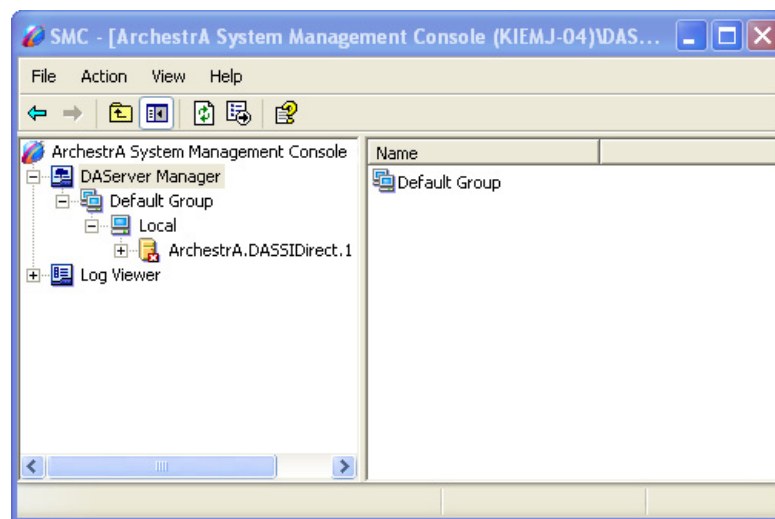 SMC - [ArchestrA System Management Console (KIEMJ-04)\DAS...
File Action View Help
ArchestrA System Management Console
DAServer Manager
Default Group
Local
ArchestrA.DASSIDirect.1
Log Viewer
Name
Default Group